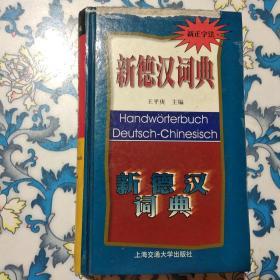 新正字法
新德汉词典
王平庚 主编
Handwörterbuch
Deutsch-Chinesisch
新德汉
词典
上海交通大学出版社